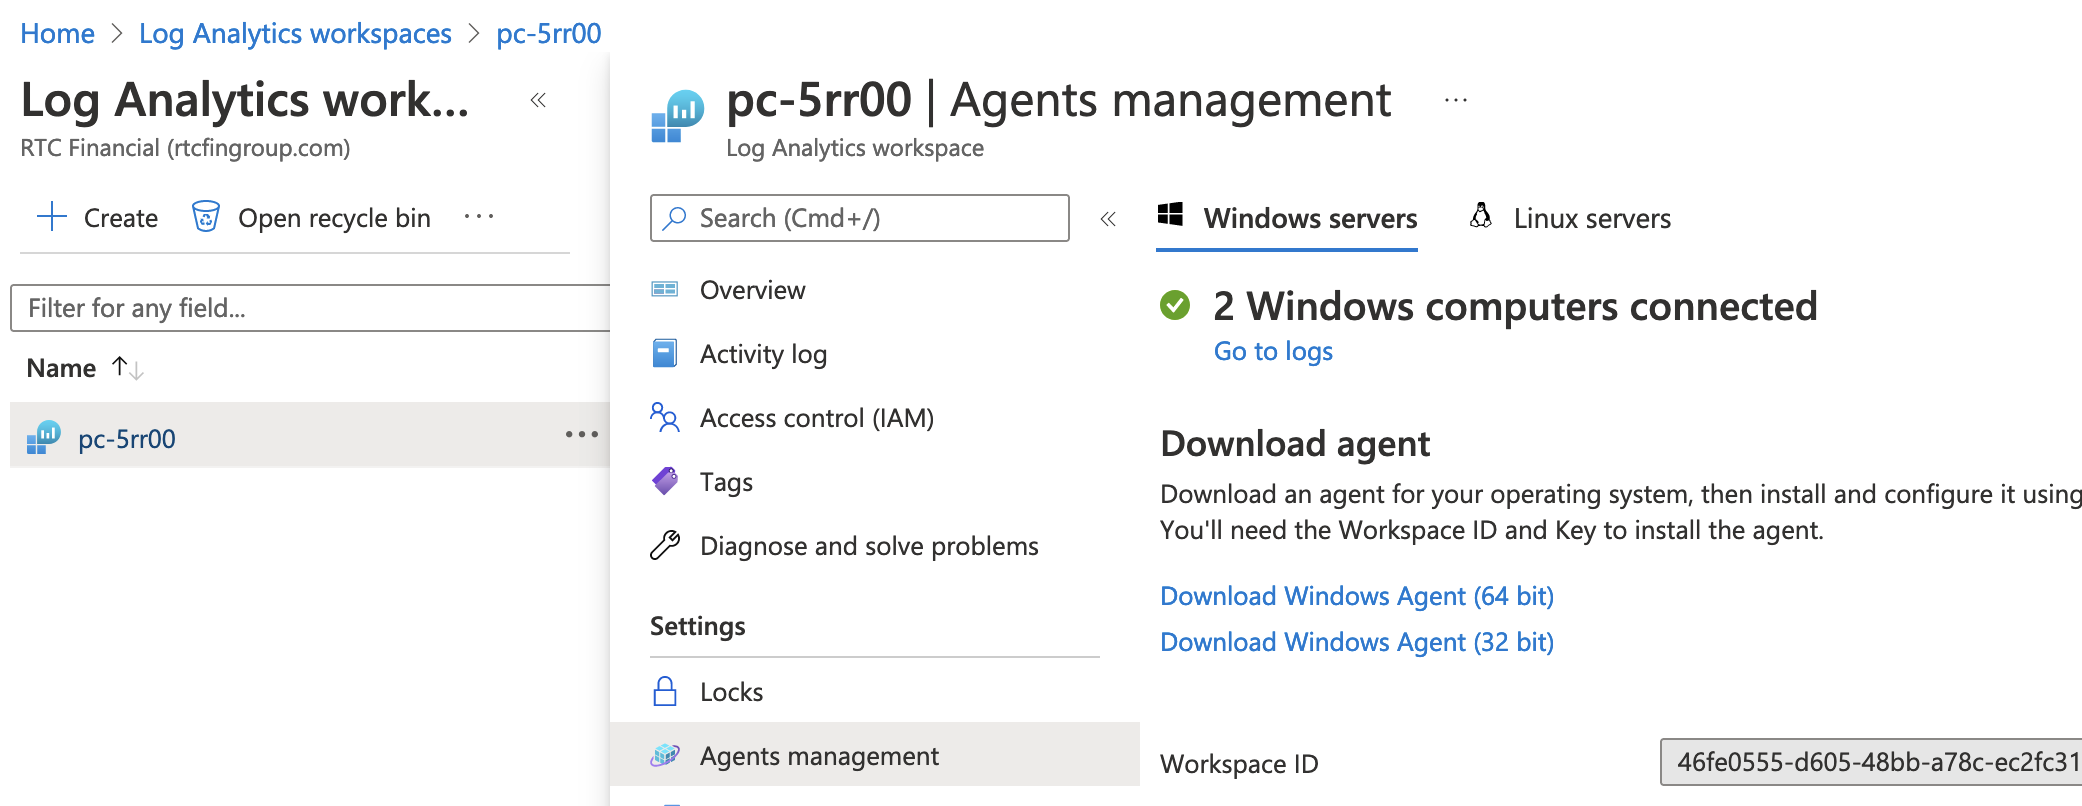 Home > Log Analytics workspaces > pc-5rr00
Log Analytics work... «
RTC Financial (rtcfingroup.com)
+ Create Open recycle bin ...
Filter for any field...
Name ↑↓
pc-5rr00 ...
pc-5rr00 | Agents management ...
Log Analytics workspace
Search (Cmd+/) «
Overview
Activity log
Access control (IAM)
Tags
Diagnose and solve problems
Settings
Locks
Agents management
Windows servers Linux servers
2 Windows computers connected
Go to logs
Download agent
Download an agent for your operating system, then install and configure it using
You'll need the Workspace ID and Key to install the agent.
Download Windows Agent (64 bit)
Download Windows Agent (32 bit)
Workspace ID 46fe0555-d605-48bb-a78c-ec2fc31